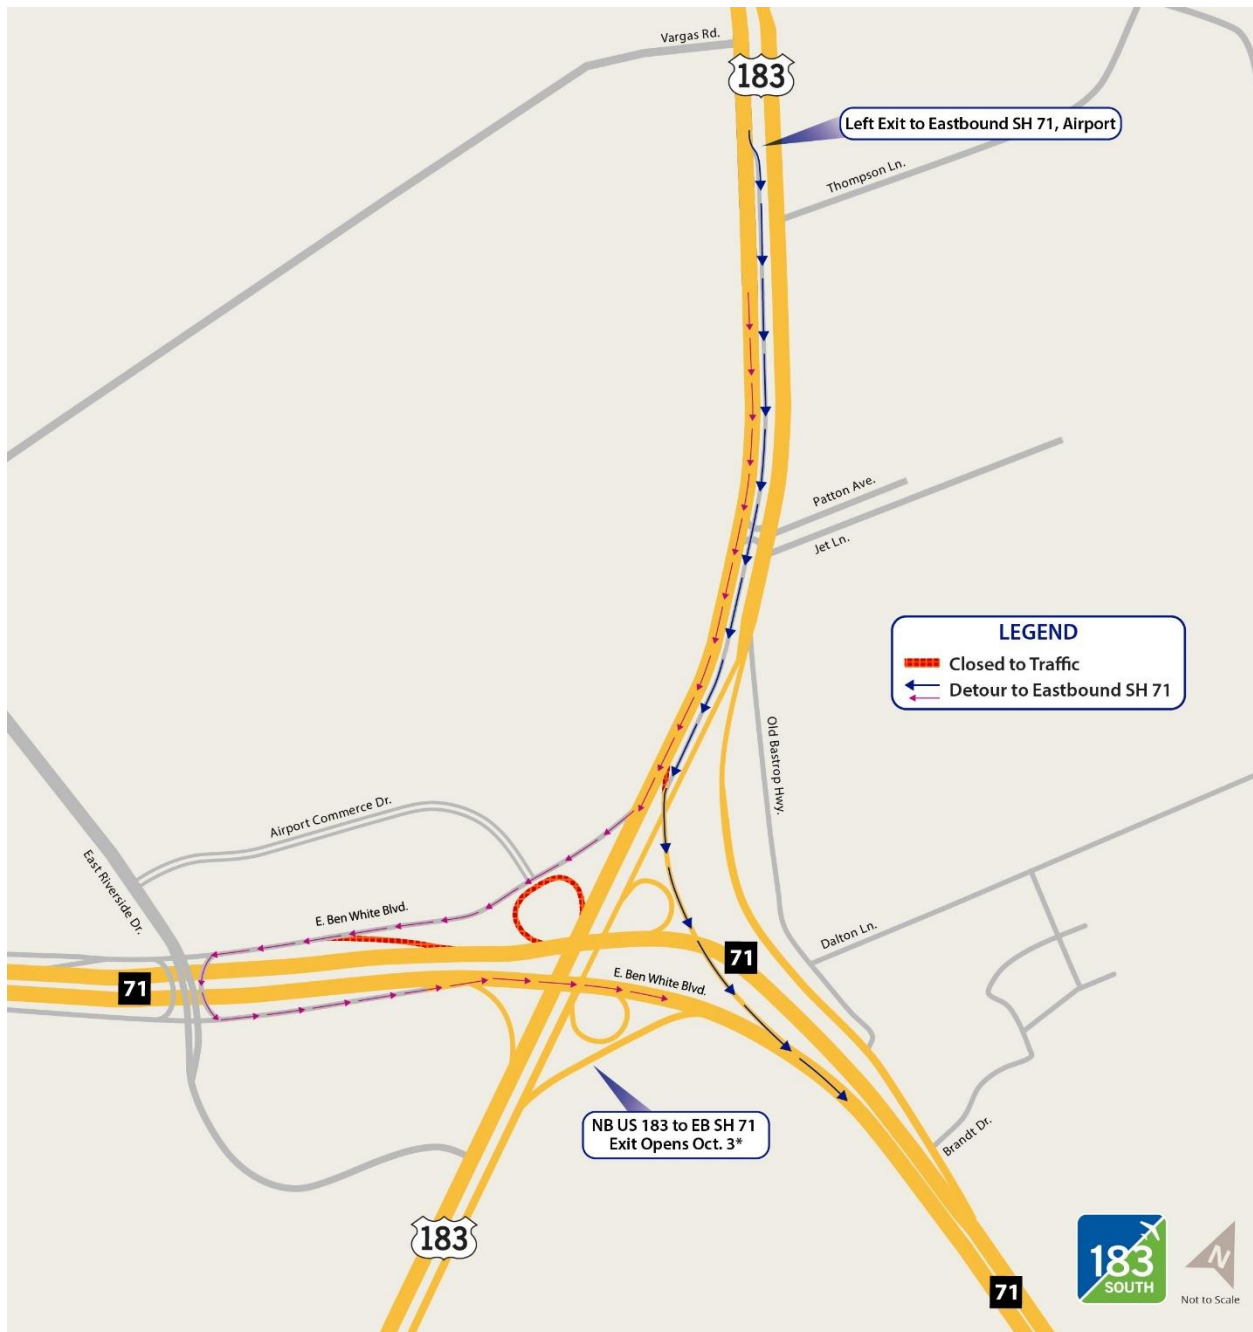 Vargas Rd.
183
Left Exit to Eastbound SH 71, Airport
Thompson Ln.
Patton Ave.
Jet Ln.
LEGEND
Closed to Traffic
Detour to Eastbound SH 71
Old Bastrop Hwy.
Airport Commerce Dr.
East Riverside Dr.
E. Ben White Blvd.
Dalton Ln.
71
71
E. Ben White Blvd.
NB US 183 to EB SH 71
Exit Opens Oct. 3*
Brandt Dr.
183
183
SOUTH
N
Not to Scale
71